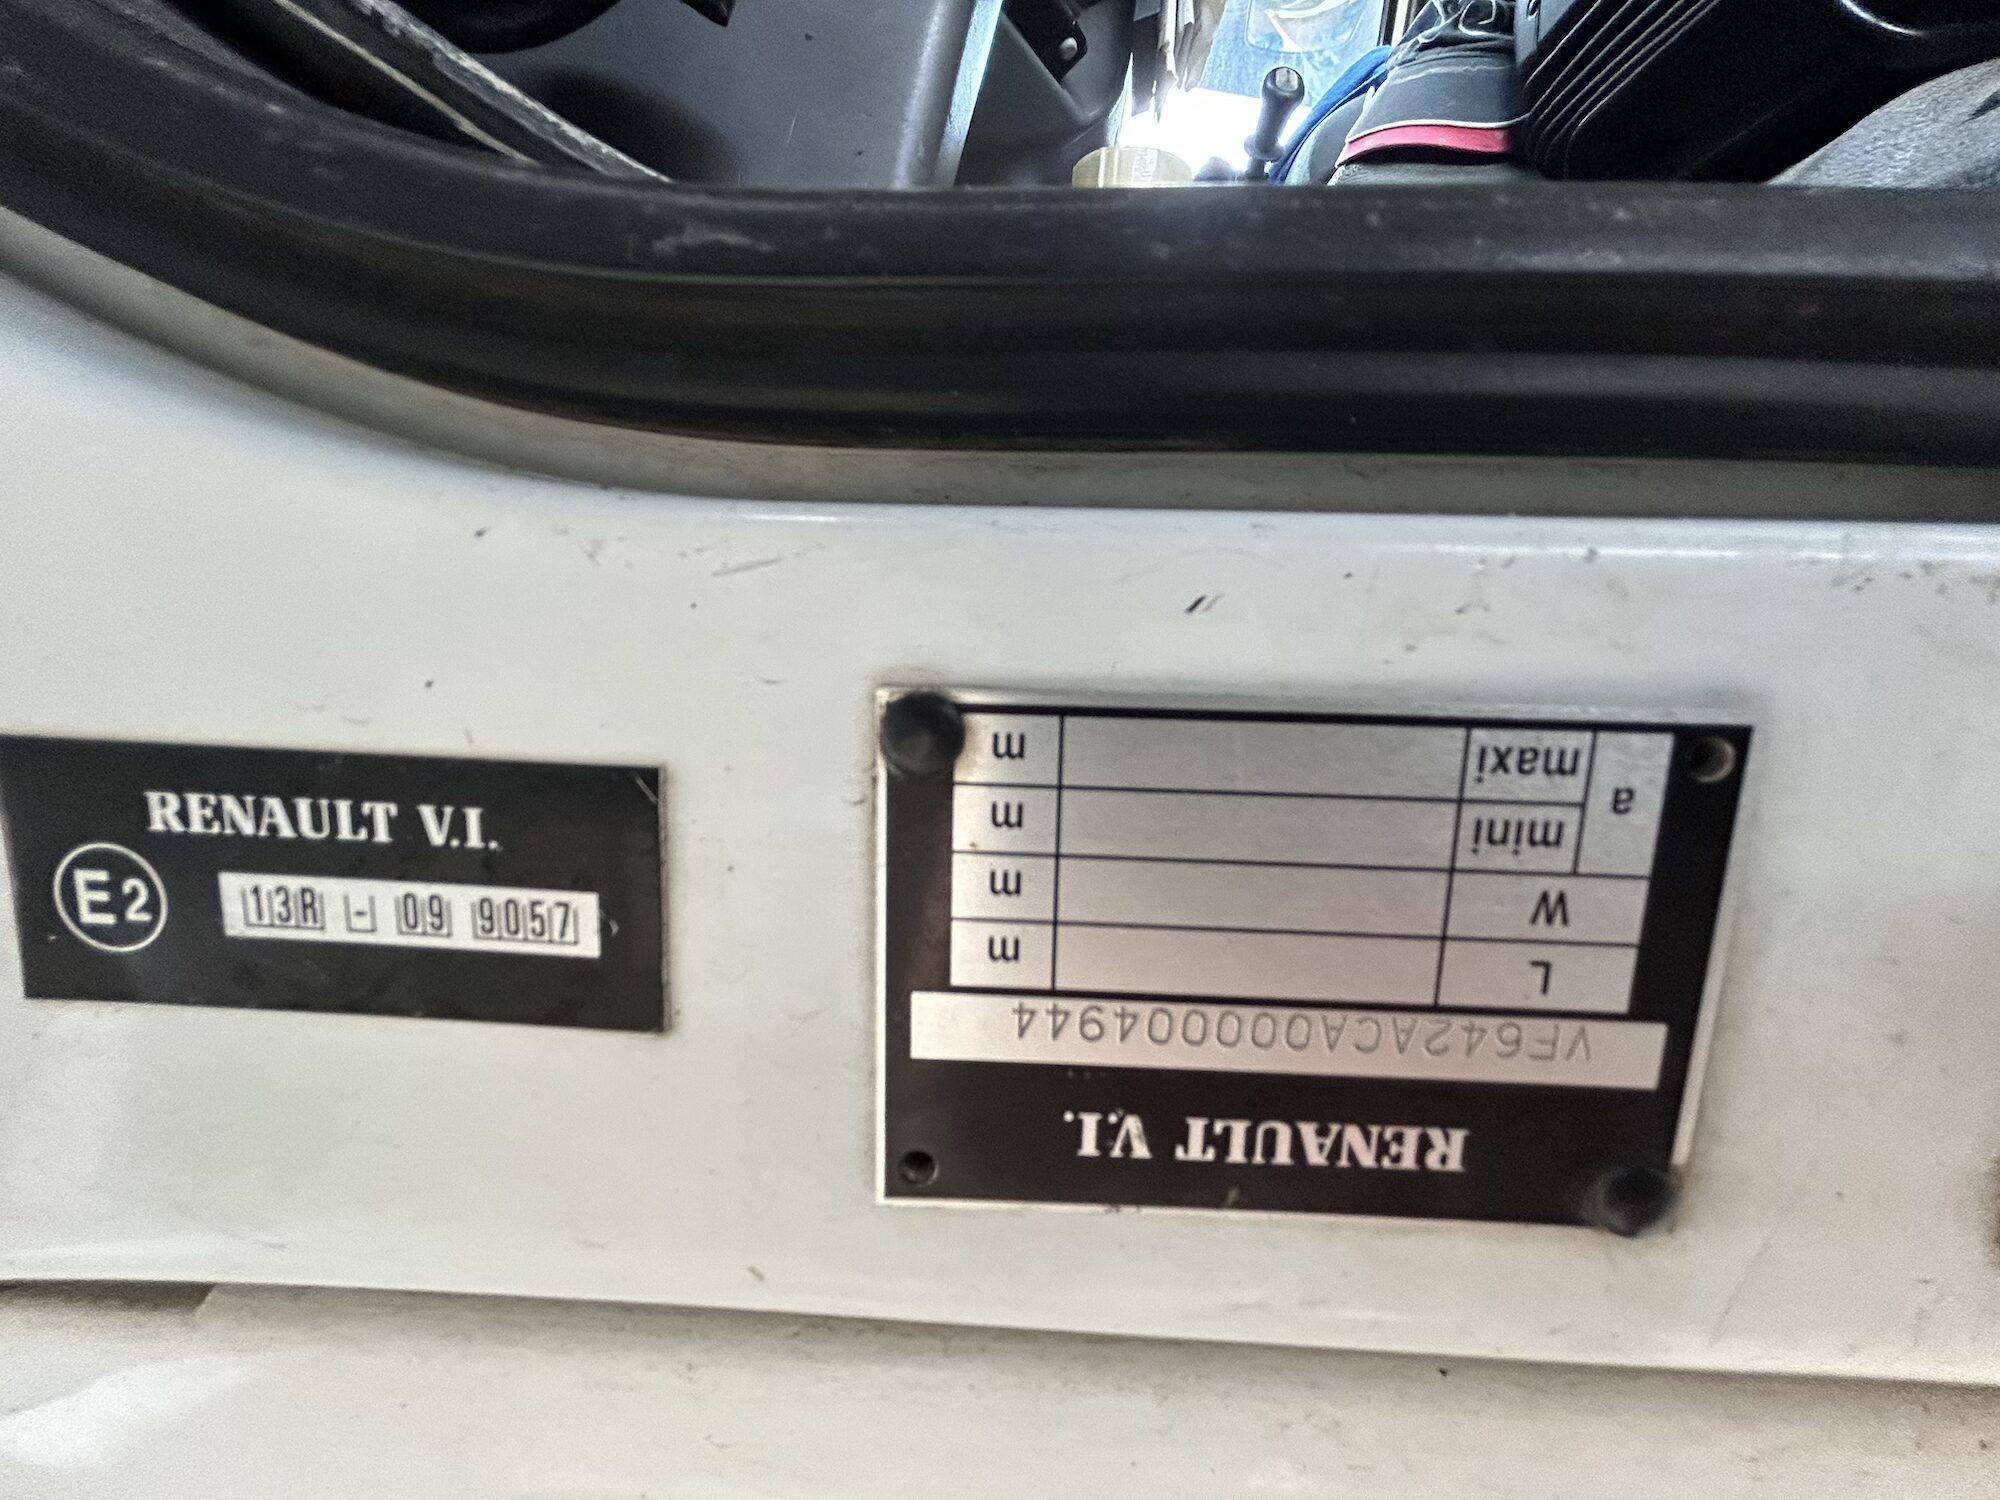 RENAULT V.I.
E2 13R - 09 9057
RENAULT V.I.
VF642ACA000004944
L m
W m
a mini m
maxi m